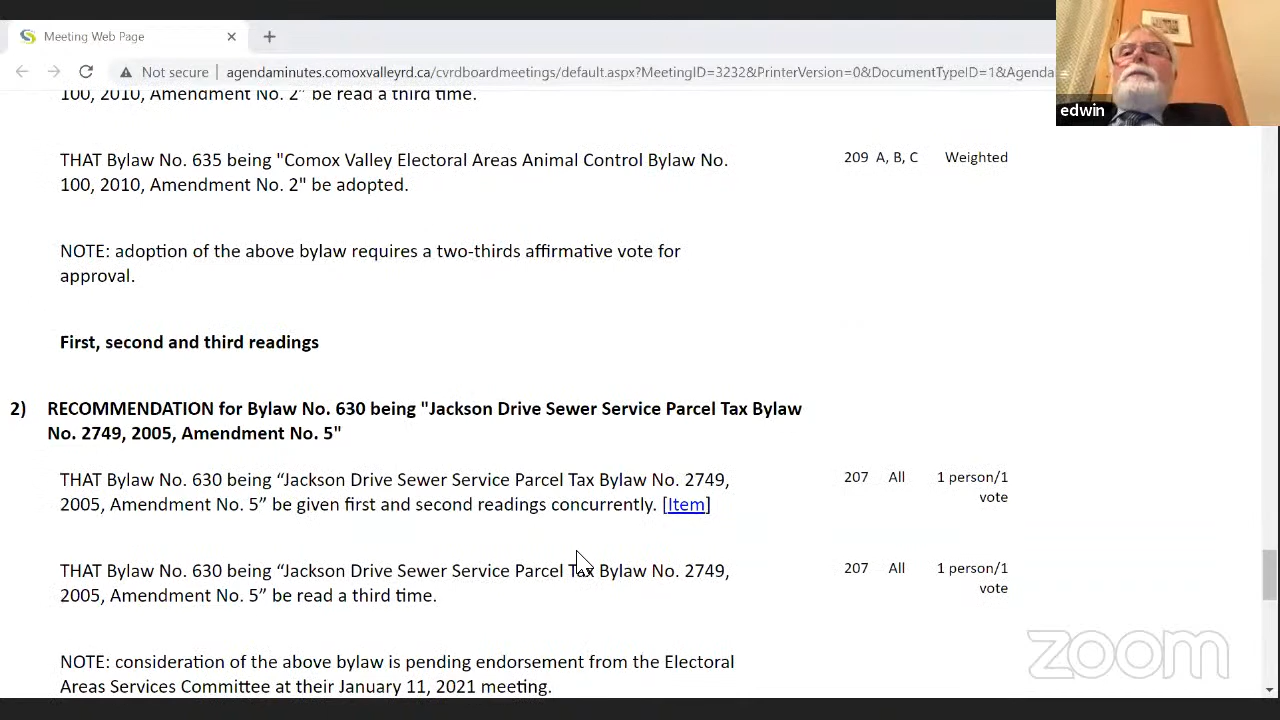 Meeting Web Page
Not secure
agendaminutes.comoxvalleyrd.ca/cvrdboardmeetings/default.aspx?MeetingID=3232&PrinterVersion=0&DocumentTypeID=1&Agenda
edwin
100, 2010, Amendment No. 2" be read a third time.
THAT Bylaw No. 635 being "Comox Valley Electoral Areas Animal Control Bylaw No. 209 A, B, C Weighted
100, 2010, Amendment No. 2" be adopted.
NOTE: adoption of the above bylaw requires a two-thirds affirmative vote for
approval.
First, second and third readings
2) RECOMMENDATION for Bylaw No. 630 being "Jackson Drive Sewer Service Parcel Tax Bylaw
No. 2749, 2005, Amendment No. 5"
THAT Bylaw No. 630 being “Jackson Drive Sewer Service Parcel Tax Bylaw No. 2749, 207 All 1 person/1
2005, Amendment No. 5” be given first and second readings concurrently. [Item] vote
THAT Bylaw No. 630 being “Jackson Drive Sewer Service Parcel Tax Bylaw No. 2749, 207 All 1 person/1
2005, Amendment No. 5” be read a third time. vote
NOTE: consideration of the above bylaw is pending endorsement from the Electoral
Areas Services Committee at their January 11, 2021 meeting.
zoom